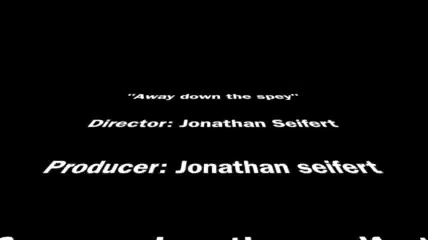 "Away down the spey"
Director: Jonathan Seifert
Producer: Jonathan seifert